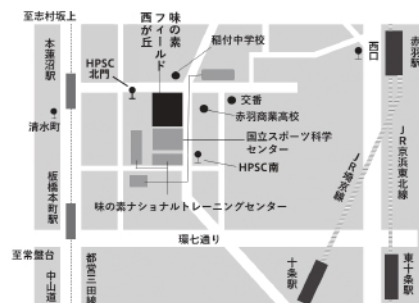 至志村坂上
本蓮沼駅
味の素
フィールド
西が丘
稲付中学校
西口
赤羽駅
HPSC
北門
交番
赤羽商業高校
清水町
国立スポーツ科学
センター
HPSC南
JR埼京線
JR京浜東北線
板橋本町駅
味の素ナショナルトレーニングセンター
環七通り
至常盤台
中山道
都営三田線
十条駅
東十条駅